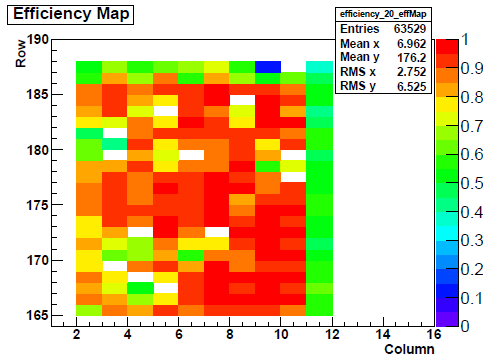 Efficiency Map
efficiency_20_effMap
Entries 63529
Mean x 6.962
Mean y 176.2
RMS x 2.752
RMS y 6.525
Row
190
185
180
175
170
165
2 4 6 8 10 12 14 16
Column
1
0.9
0.8
0.7
0.6
0.5
0.4
0.3
0.2
0.1
0